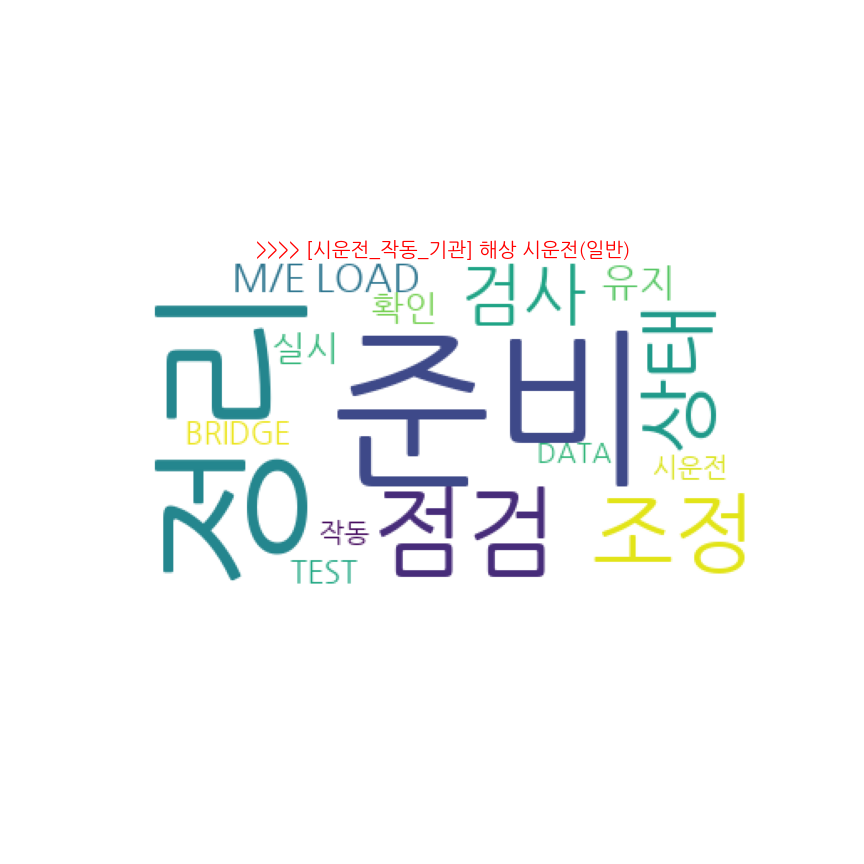 >>>> [시운전_작동_기관] 해상 시운전(일반)
M/E LOAD
확인
검사
유지
실시
정리
준비
상태
BRIDGE
DATA
시운전
점검
조정
작동
TEST